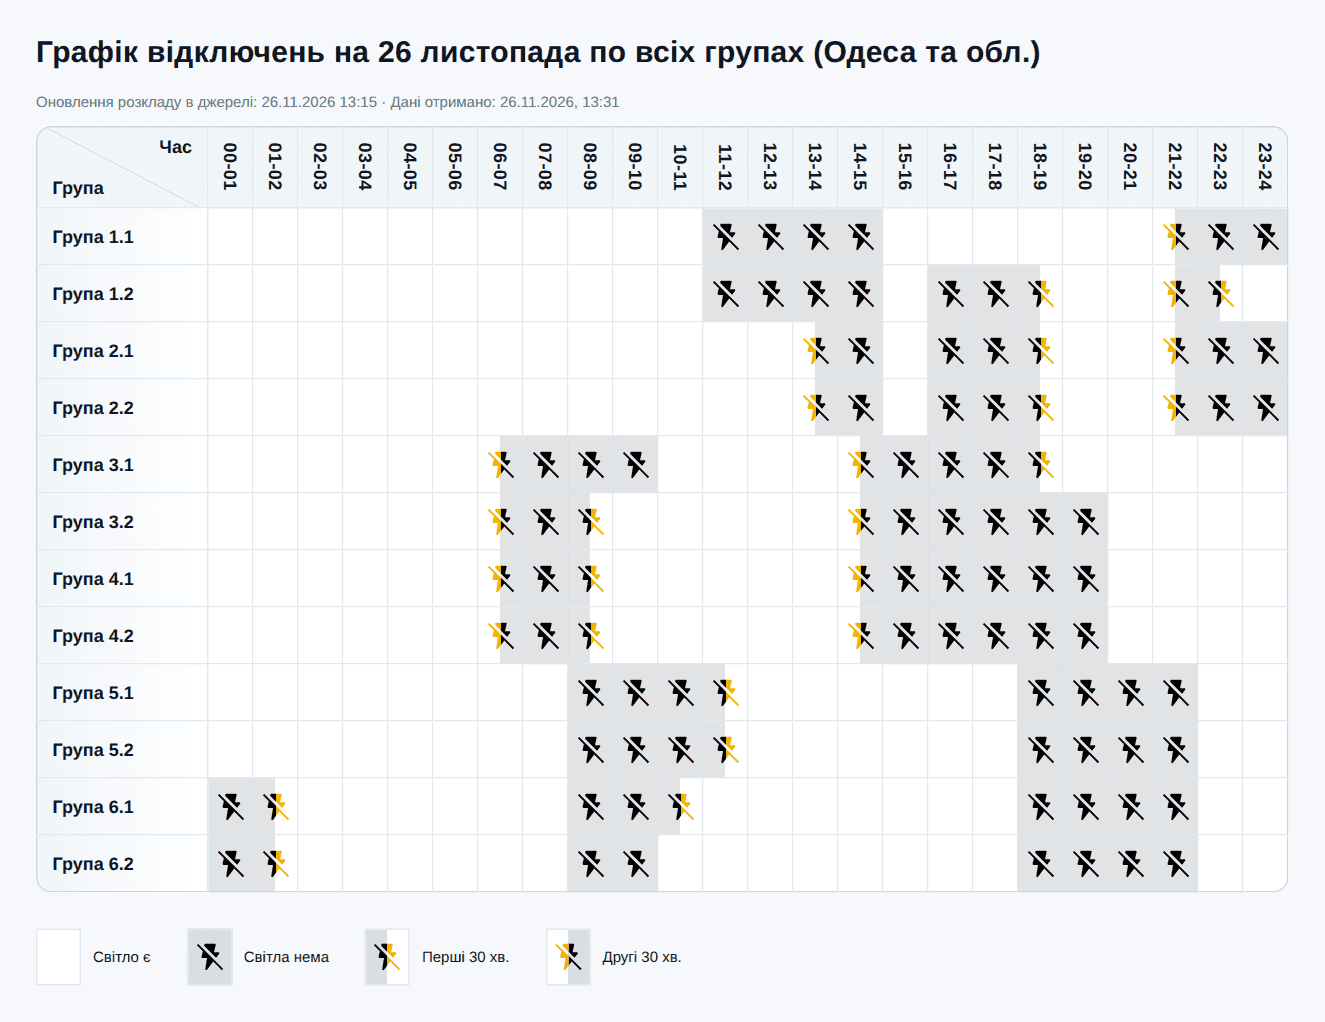 Графік відключень на 26 листопада по всіх групах (Одеса та обл.)
Оновлення розкладу в джерелі: 26.11.2026 13:15 · Дані отримано: 26.11.2026, 13:31
Час
Група
00-01 01-02 02-03 03-04 04-05 05-06 06-07 07-08 08-09 09-10 10-11 11-12 12-13 13-14 14-15 15-16 16-17 17-18 18-19 19-20 20-21 21-22 22-23 23-24
Група 1.1
Група 1.2
Група 2.1
Група 2.2
Група 3.1
Група 3.2
Група 4.1
Група 4.2
Група 5.1
Група 5.2
Група 6.1
Група 6.2
Світло є Світла нема Перші 30 хв. Другі 30 хв.